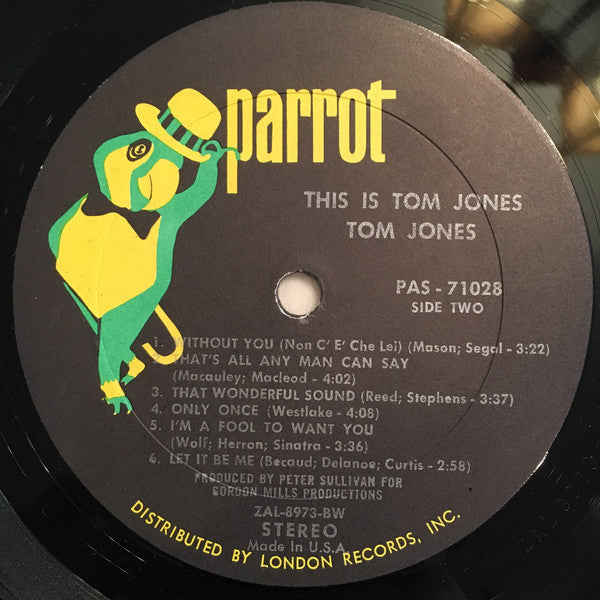 parrot
THIS IS TOM JONES
TOM JONES
PAS - 71028
SIDE TWO
1. WITHOUT YOU (Non C' E' Che Lei) (Mason; Segal - 3:22)
2. THAT'S ALL ANY MAN CAN SAY
(Macauley; Macleod - 4:02)
3. THAT WONDERFUL SOUND (Reed; Stephens - 3:37)
4. ONLY ONCE (Westlake - 4:08)
5. I'M A FOOL TO WANT YOU
(Wolf; Herron; Sinatra - 3:36)
6. LET IT BE ME (Becaud; Delanoe; Curtis - 2:58)
PRODUCED BY PETER SULLIVAN FOR
GORDON MILLS PRODUCTIONS
ZAL-8973-BW
STEREO
Made In U.S.A.
DISTRIBUTED BY LONDON RECORDS, INC.